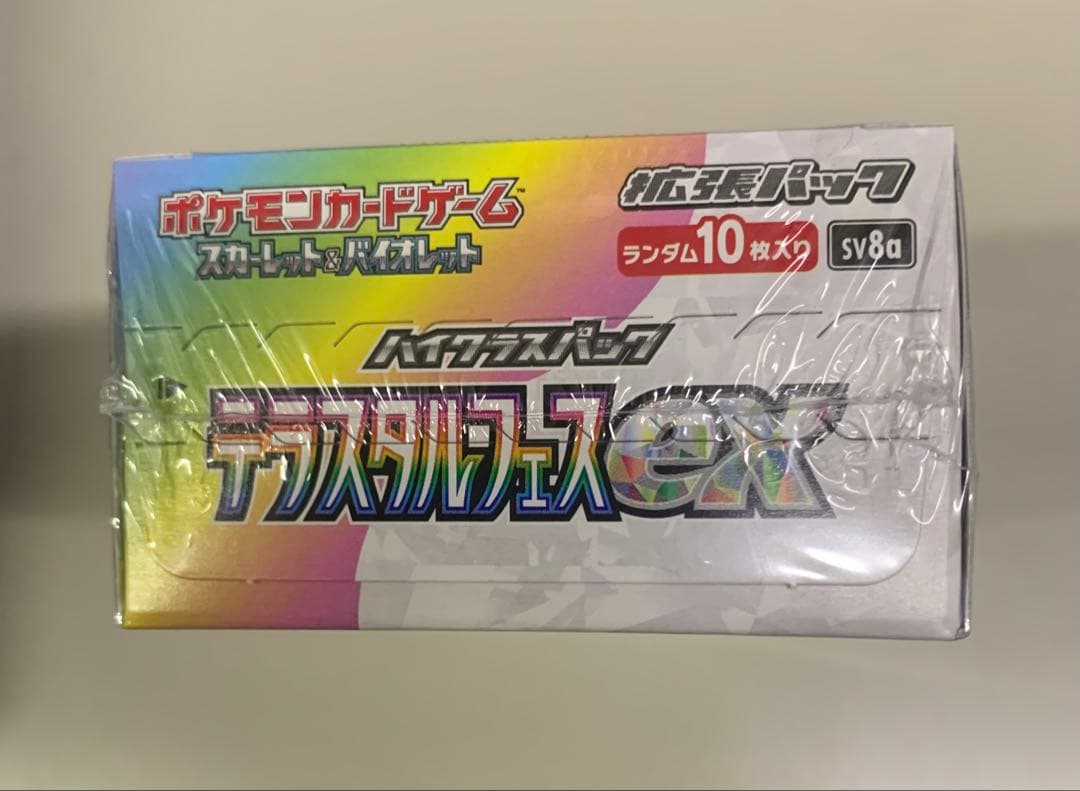 ポケモンカードゲーム™
スカーレット&バイオレット
拡張パック
ランダム10枚入り
SV8a
ハイクラスパック
テラスタルフェスex